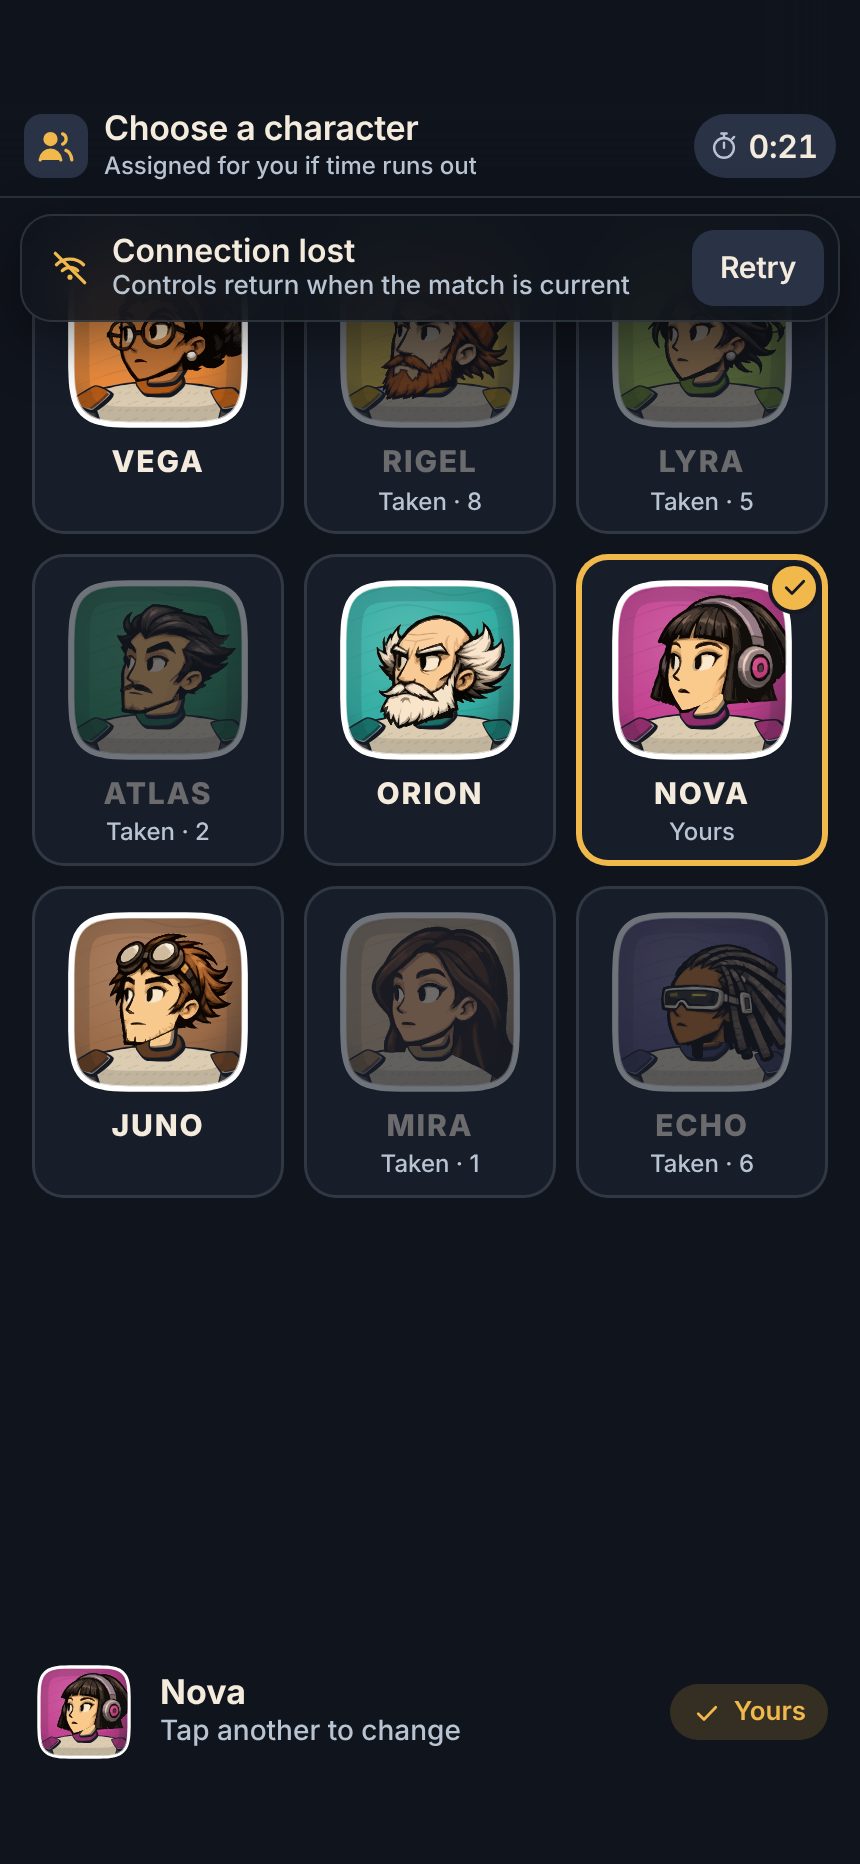 Choose a character
Assigned for you if time runs out
0:21
Connection lost
Controls return when the match is current
Retry
VEGA
RIGEL
Taken · 8
LYRA
Taken · 5
ATLAS
Taken · 2
ORION
NOVA
Yours
JUNO
MIRA
Taken · 1
ECHO
Taken · 6
Nova
Tap another to change
Yours